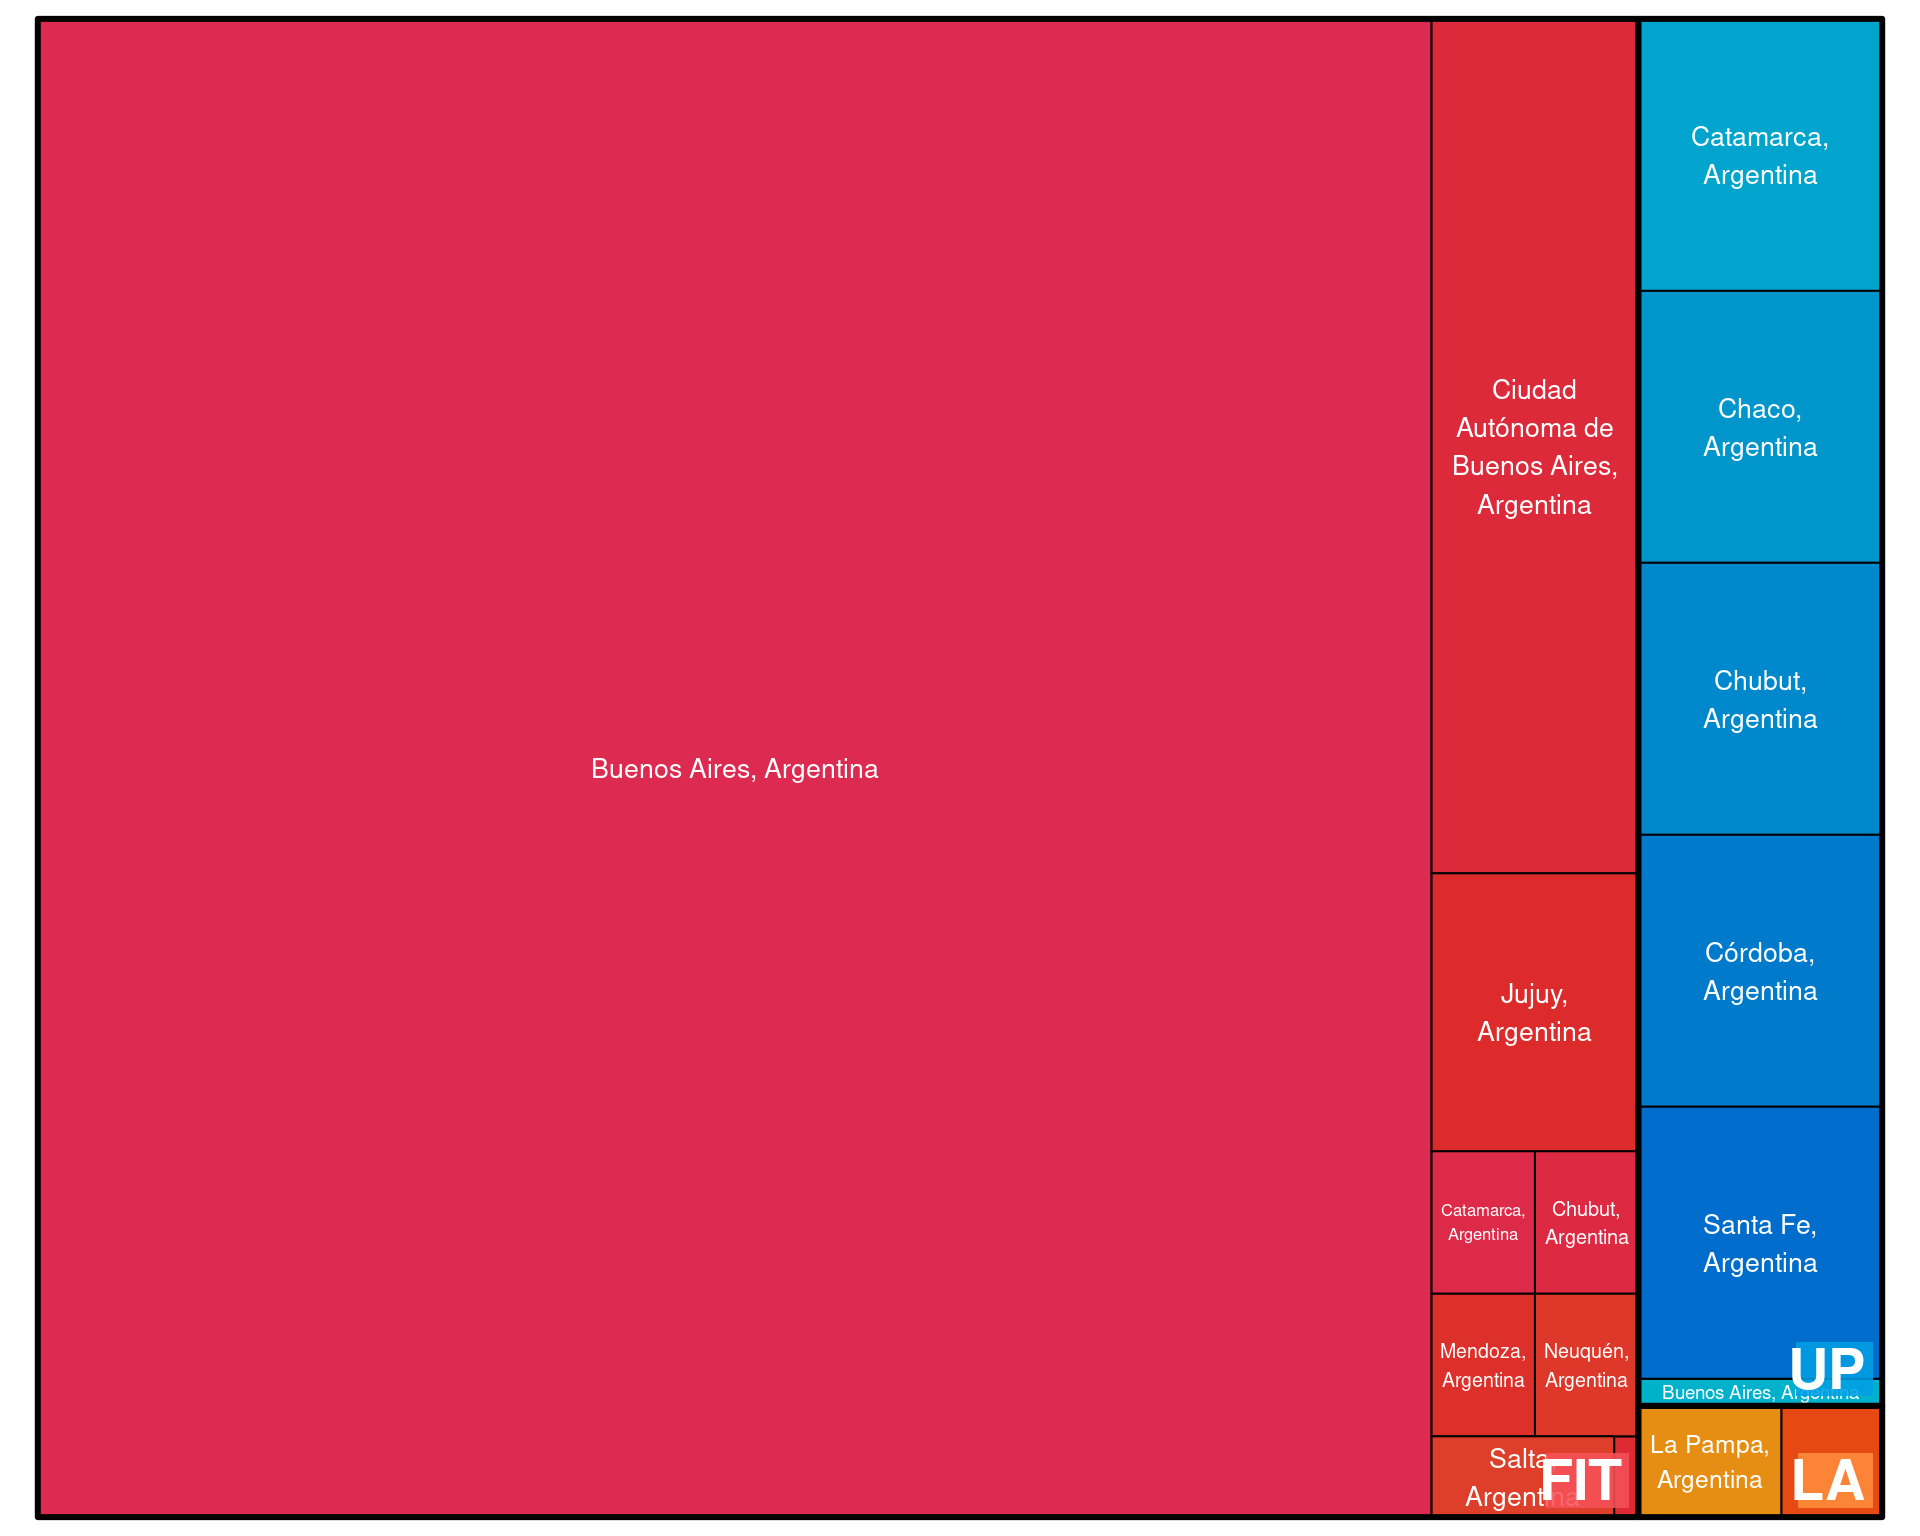 Buenos Aires, Argentina
Ciudad
Autónoma de
Buenos Aires,
Argentina
Jujuy,
Argentina
Catamarca,
Argentina
Chubut,
Argentina
Mendoza,
Argentina
Neuquén,
Argentina
Salta
Argentina
FIT
Catamarca,
Argentina
Chaco,
Argentina
Chubut,
Argentina
Córdoba,
Argentina
Santa Fe,
Argentina
UP
Buenos Aires, Argentina
La Pampa,
Argentina
LA